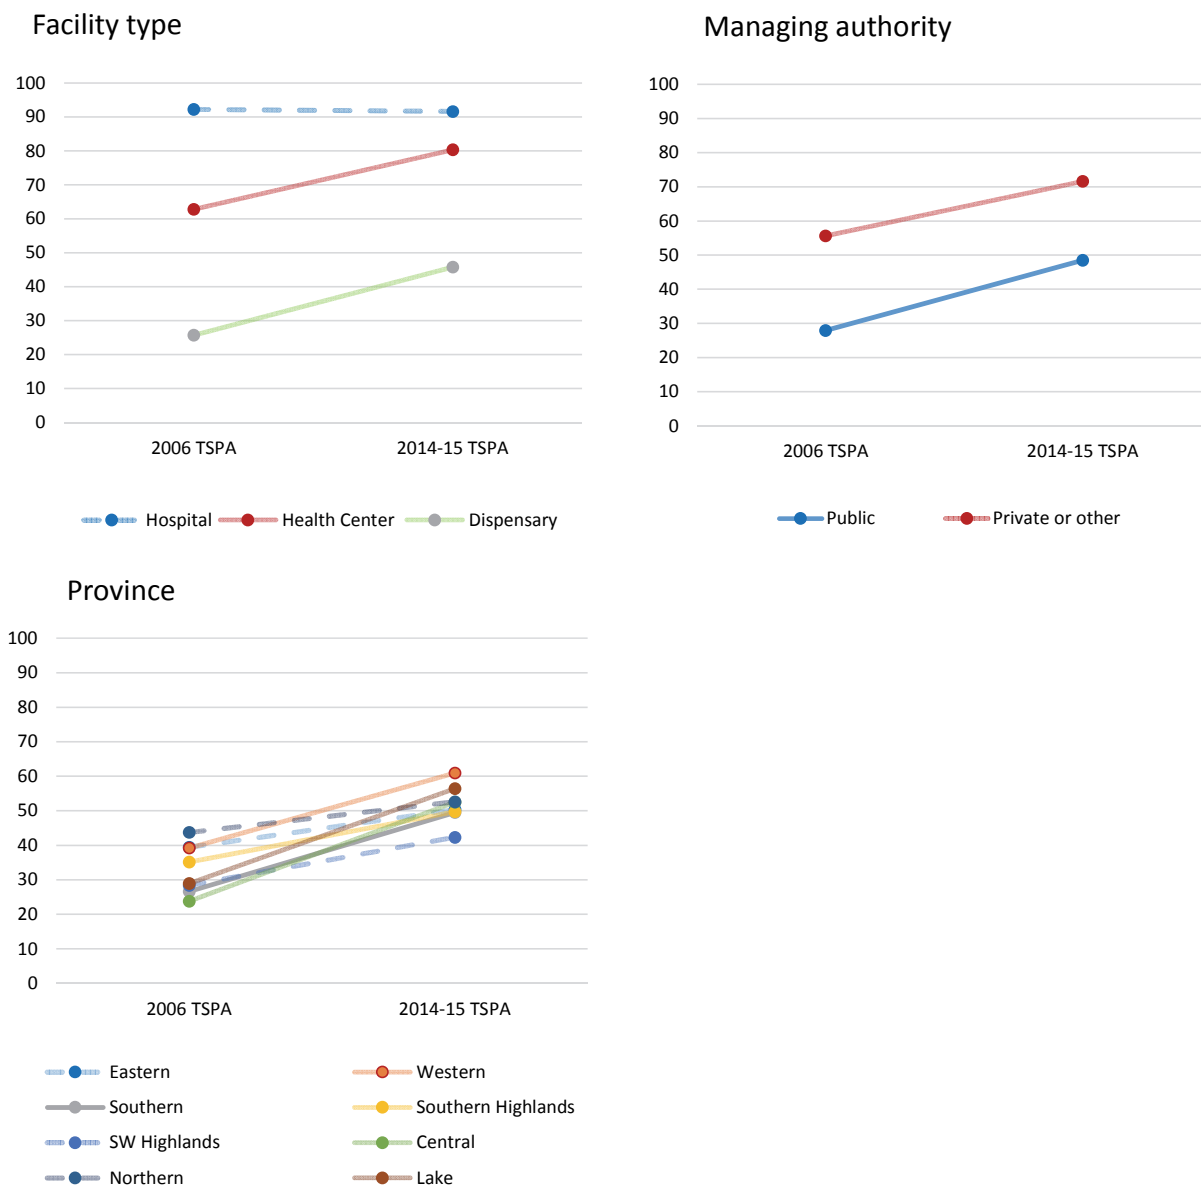 Facility type
100
90
80
70
60
50
40
30
20
10
0
2006 TSPA 2014-15 TSPA
Hospital Health Center Dispensary
Managing authority
100
90
80
70
60
50
40
30
20
10
0
2006 TSPA 2014-15 TSPA
Public Private or other
Province
100
90
80
70
60
50
40
30
20
10
0
2006 TSPA 2014-15 TSPA
Eastern Western
Southern Southern Highlands
SW Highlands Central
Northern Lake